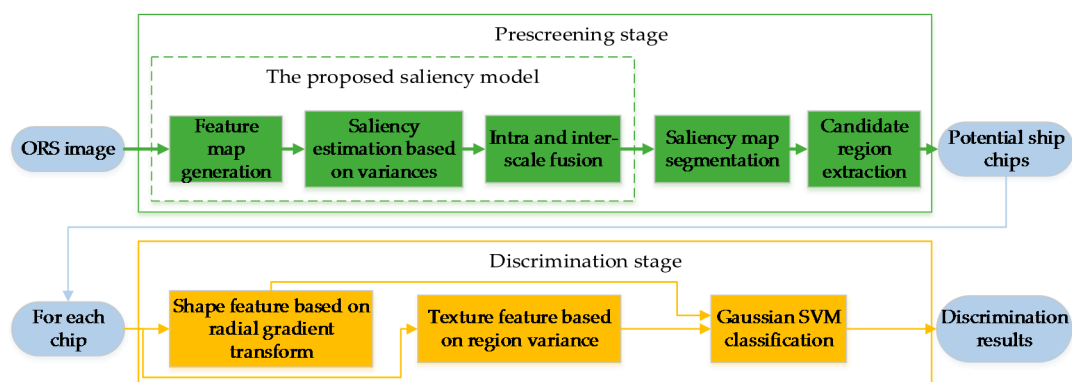 Prescreening stage
The proposed saliency model
ORS image
Feature
map
generation
Saliency
estimation based
on variances
Intra and inter-
scale fusion
Saliency map
segmentation
Candidate
region
extraction
Potential ship
chips
Discrimination stage
For each
chip
Shape feature based on
radial gradient
transform
Texture feature based
on region variance
Gaussian SVM
classification
Discrimination
results